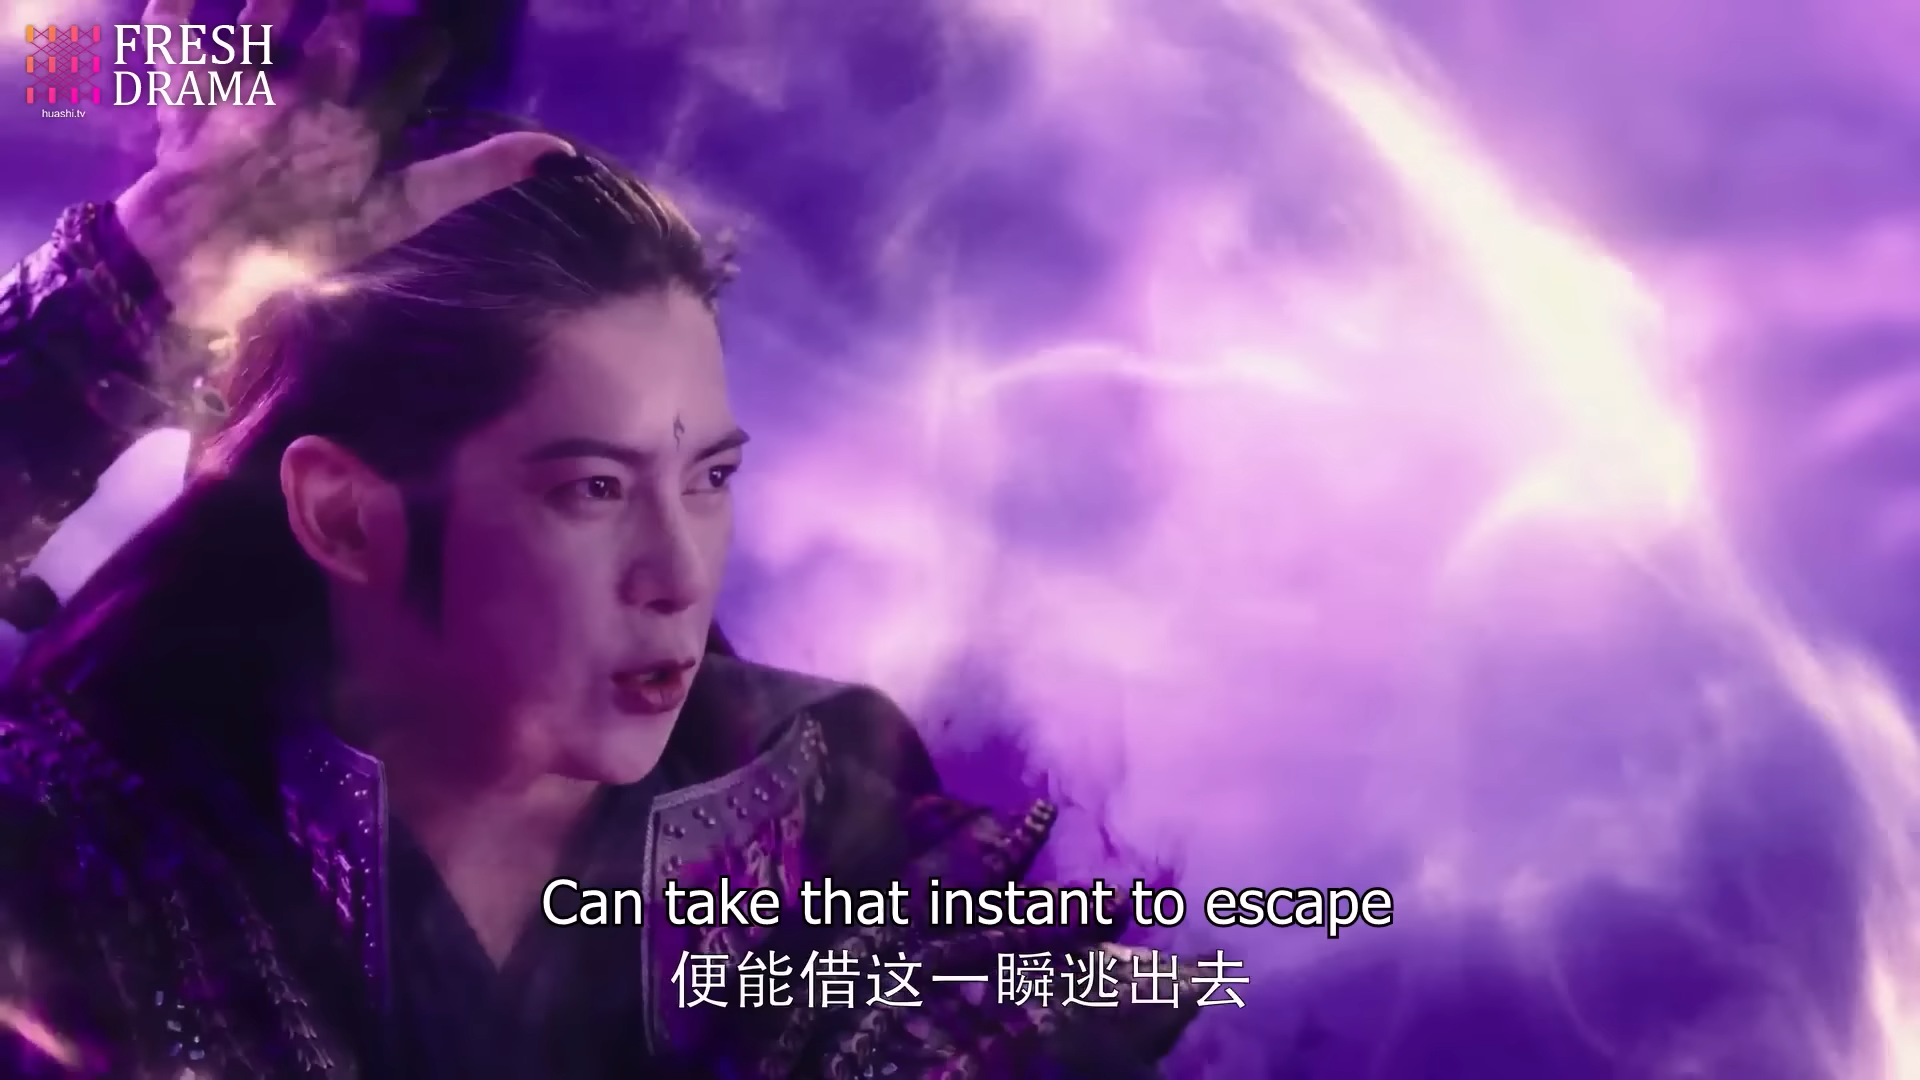 FRESH
DRAMA
huashi.tv
Can take that instant to escape
便能借这一瞬逃出去